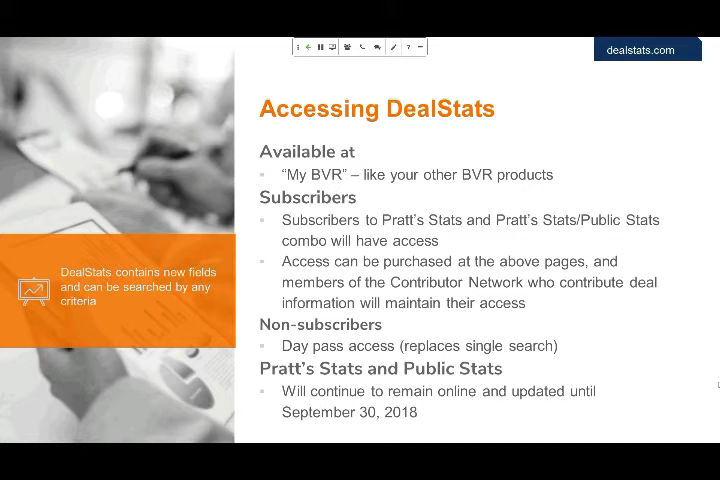 dealstats.com
Accessing DealStats
Available at
“My BVR” – like your other BVR products
Subscribers
Subscribers to Pratt’s Stats and Pratt’s Stats/Public Stats
combo will have access
Access can be purchased at the above pages, and
members of the Contributor Network who contribute deal
information will maintain their access
Non-subscribers
Day pass access (replaces single search)
Pratt’s Stats and Public Stats
Will continue to remain online and updated until
September 30, 2018
DealStats contains new fields
and can be searched by any
criteria